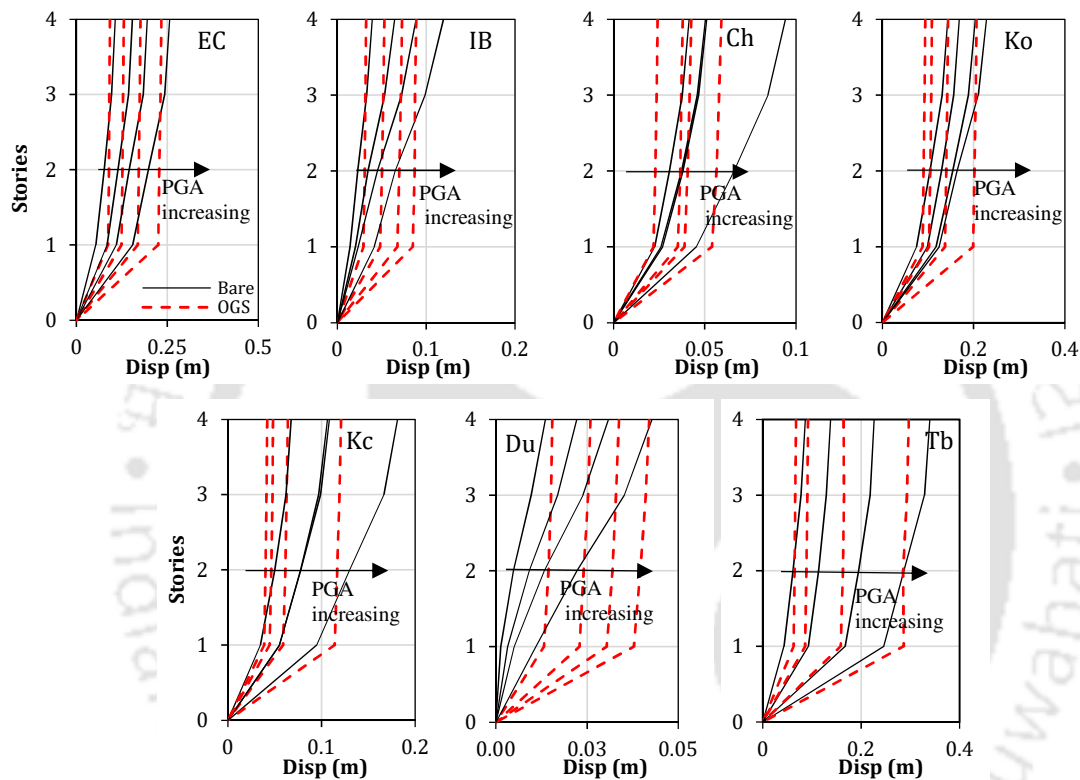 EC
IB
Ch
Ko
4
3
2
1
0
Stories
PGA
increasing
Bare
OGS
0
0.25
0.5
Disp (m)
4
3
2
1
0
PGA
increasing
0
0.1
0.2
Disp (m)
4
3
2
1
0
PGA
increasing
0
0.05
0.1
Disp (m)
4
3
2
1
0
PGA
increasing
0
0.2
0.4
Disp (m)
Kc
4
3
2
1
0
Stories
PGA
increasing
0
0.1
0.2
Disp (m)
Du
4
3
2
1
0
PGA
increasing
0.00
0.03
0.05
Disp (m)
Tb
4
3
2
1
0
PGA
increasing
0
0.2
0.4
Disp (m)